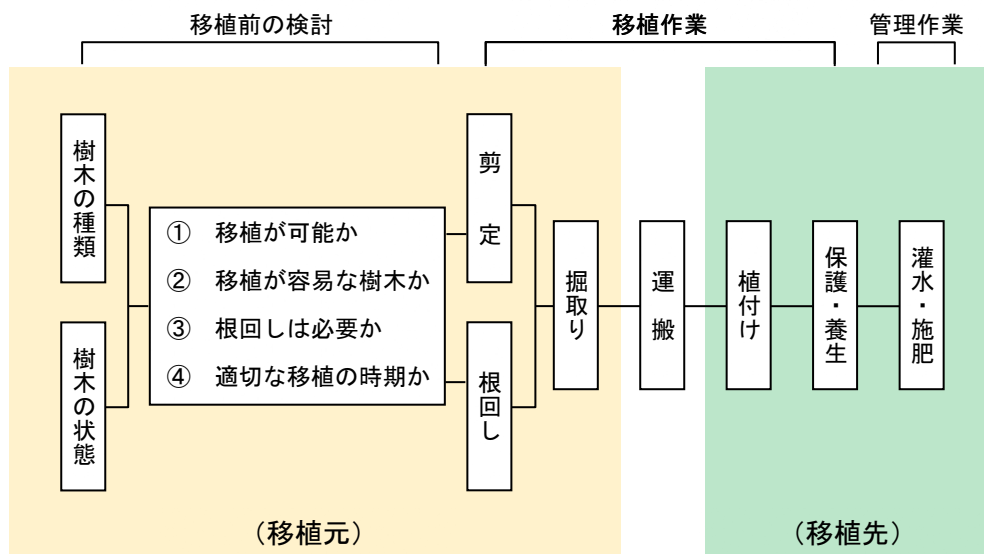 移植前の検討
移植作業
管理作業
樹木の種類
樹木の状態
① 移植が可能か
② 移植が容易な樹木か
③ 根回しは必要か
④ 適切な移植の時期か
剪定
根回し
掘取り
運搬
植付け
保護・養生
灌水・施肥
（移植元）
（移植先）